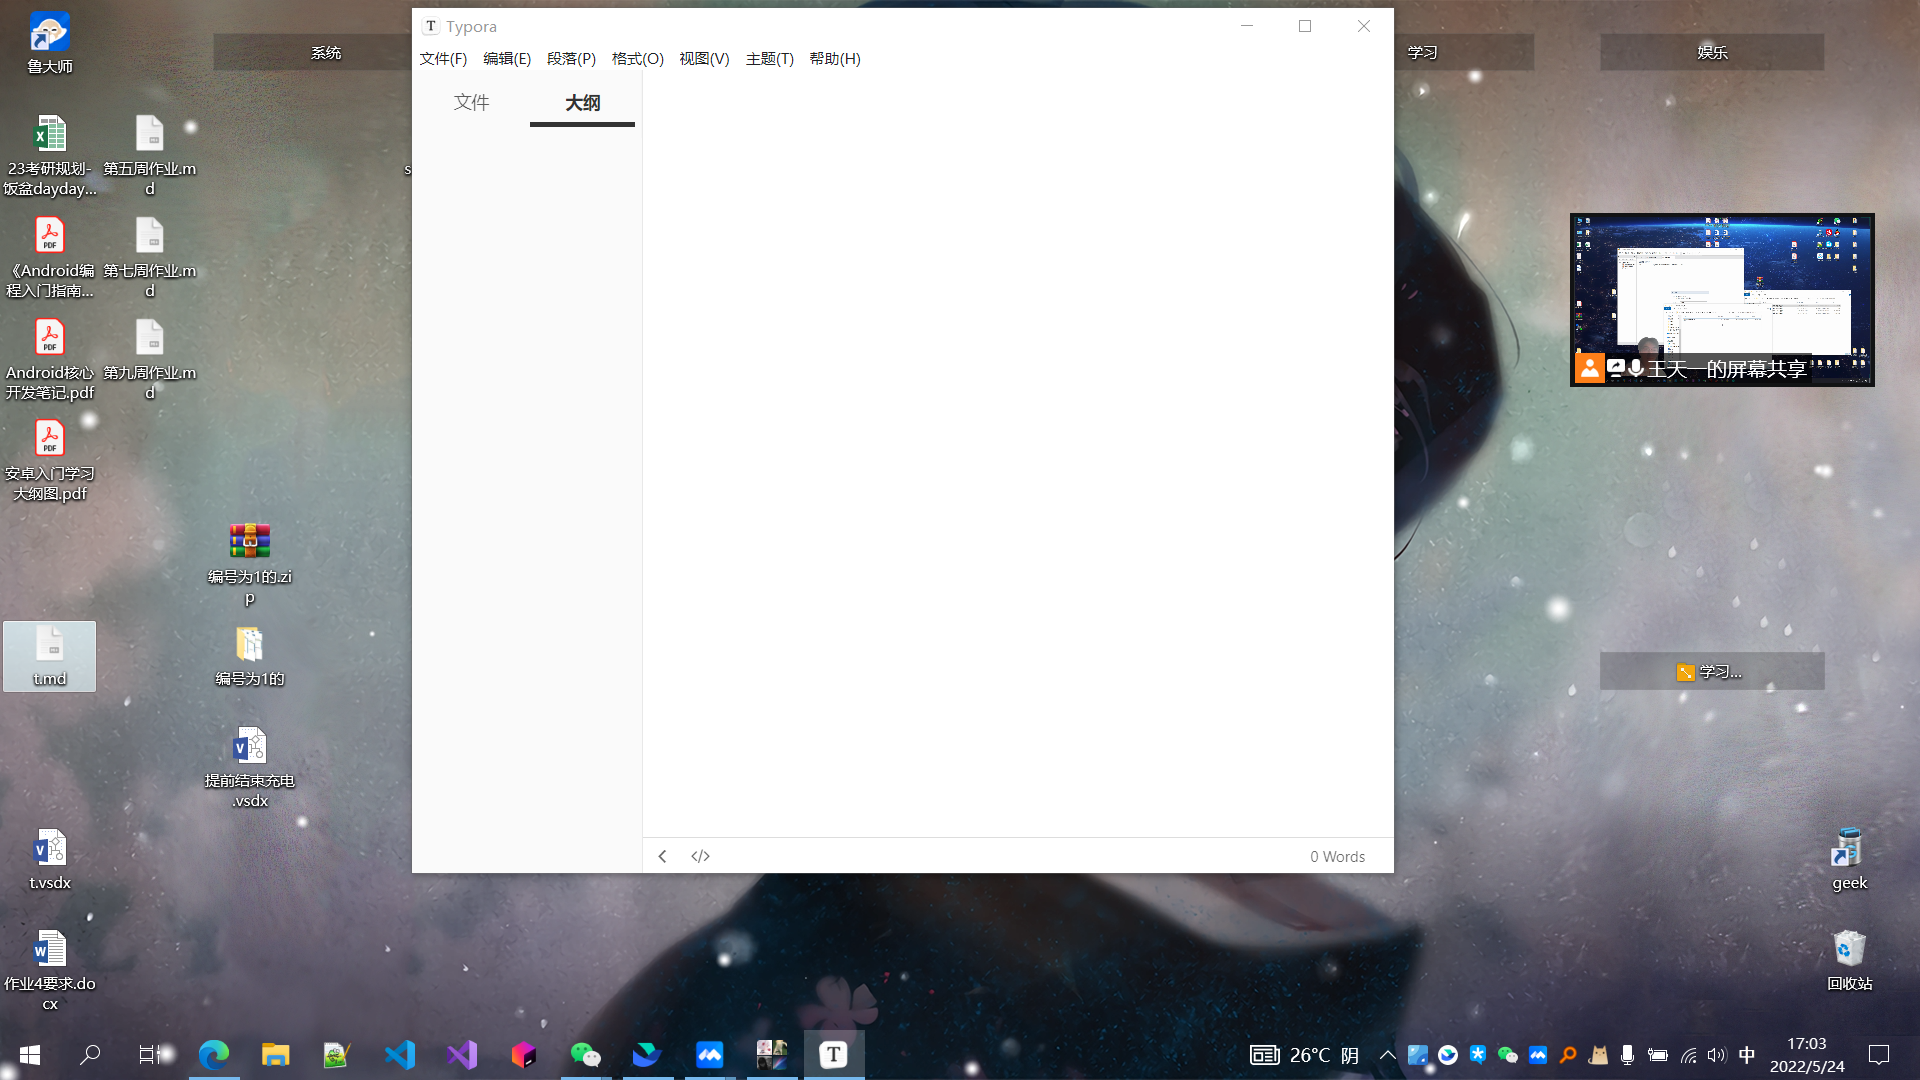 鲁大师
系统
学习
娱乐
T Typora
文件(F) 编辑(E) 段落(P) 格式(O) 视图(V) 主题(T) 帮助(H)
文件 大纲
23考研规划-
饭盆dayday...
第五周作业.m
d
s
《Android编
程入门指南...
第七周作业.m
d
Android核心
开发笔记.pdf
第九周作业.m
d
王天一的屏幕共享
安卓入门学习
大纲图.pdf
编号为1的.zi
p
t.md
编号为1的
学习...
提前结束充电
.vsdx
0 Words
t.vsdx
geek
作业4要求.do
cx
回收站
26°C 阴
中
17:03
2022/5/24